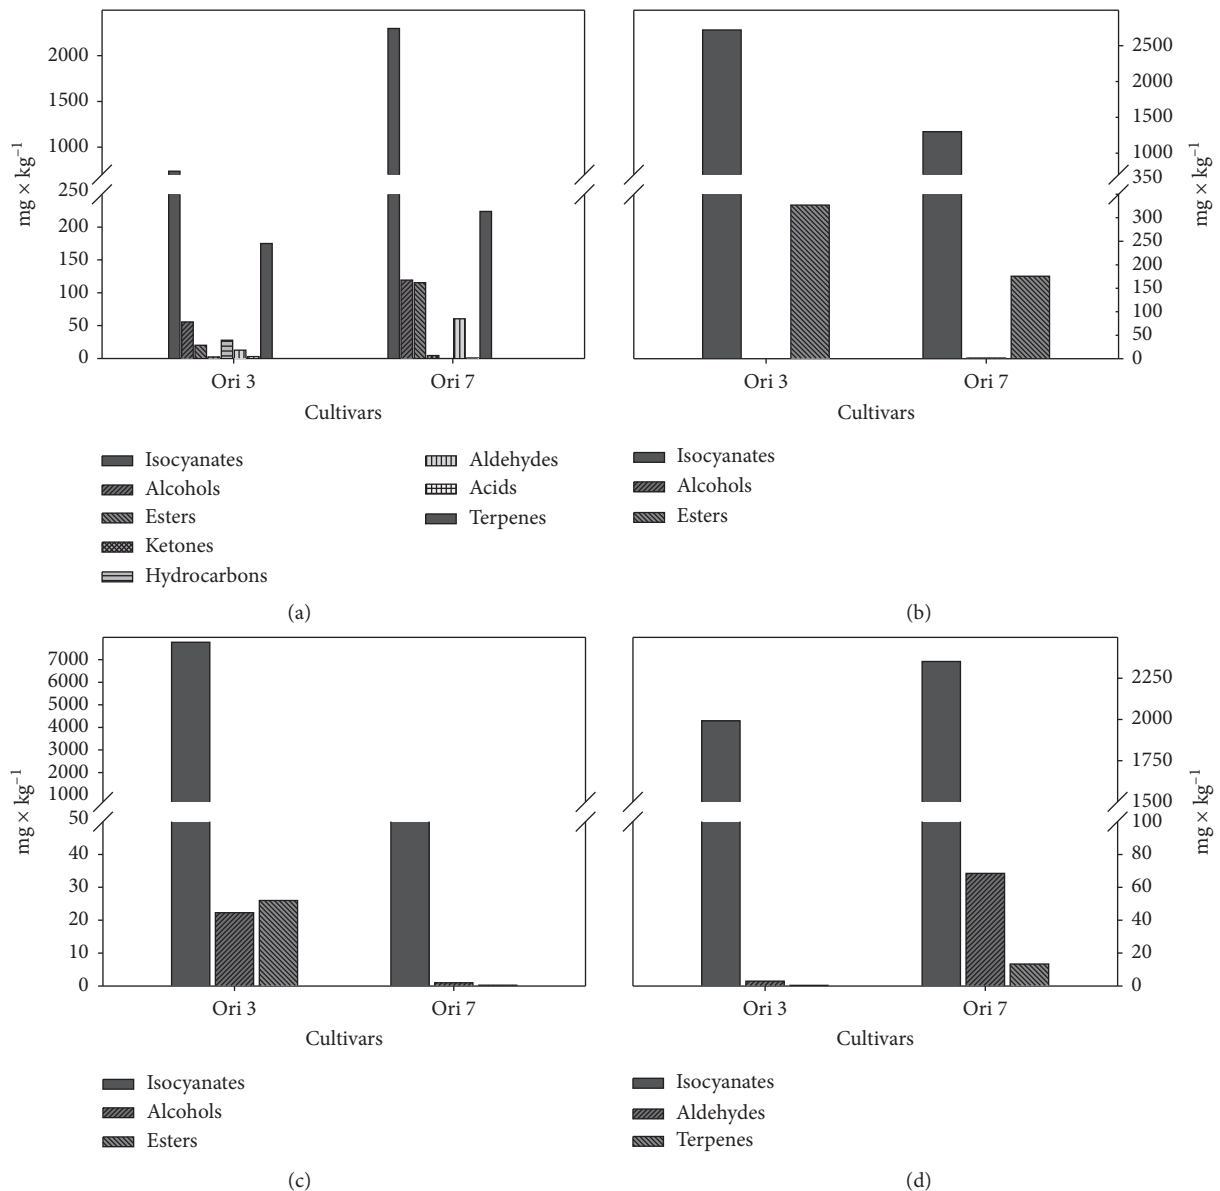 2000
1500
1000
250
200
150
100
50
0
mg × kg⁻¹
Ori 3
Ori 7
Cultivars
Isocyanates
Alcohols
Esters
Ketones
Hydrocarbons
Aldehydes
Acids
Terpenes
(a)
2500
2000
1500
1000
350
300
250
200
150
100
50
0
mg × kg⁻¹
Ori 3
Ori 7
Cultivars
Isocyanates
Alcohols
Esters
(b)
7000
6000
5000
4000
3000
2000
1000
50
40
30
20
10
0
mg × kg⁻¹
Ori 3
Ori 7
Cultivars
Isocyanates
Alcohols
Esters
(c)
2250
2000
1750
1500
100
80
60
40
20
0
mg × kg⁻¹
Ori 3
Ori 7
Cultivars
Isocyanates
Aldehydes
Terpenes
(d)